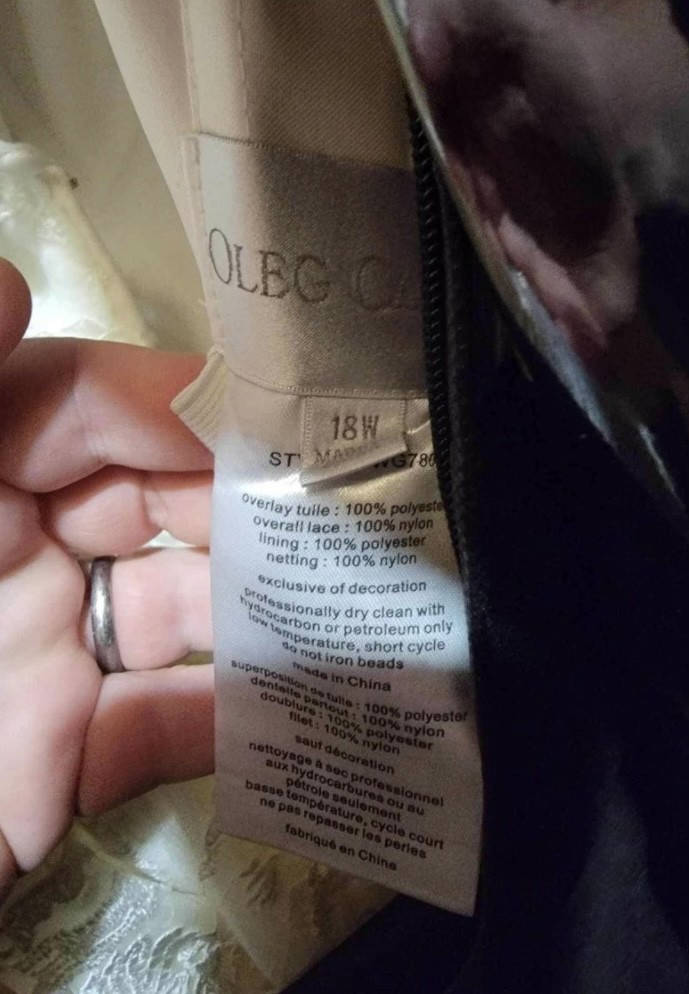 OLEG CA
18W
ST MADE WG780
overlay tulle : 100% polyeste
overall lace : 100% nylon
lining : 100% polyester
netting : 100% nylon
exclusive of decoration
professionally dry clean with
hydrocarbon or petroleum only
low temperature, short cycle
do not iron beads
made in China
superposition de tulle : 100% polyester
dentelle partout : 100% nylon
doublure : 100% polyester
filet : 100% nylon
sauf décoration
nettoyage à sec professionnel
aux hydrocarbures ou au
pétrole seulement
basse température, cycle court
ne pas repasser les perles
fabriqué en China